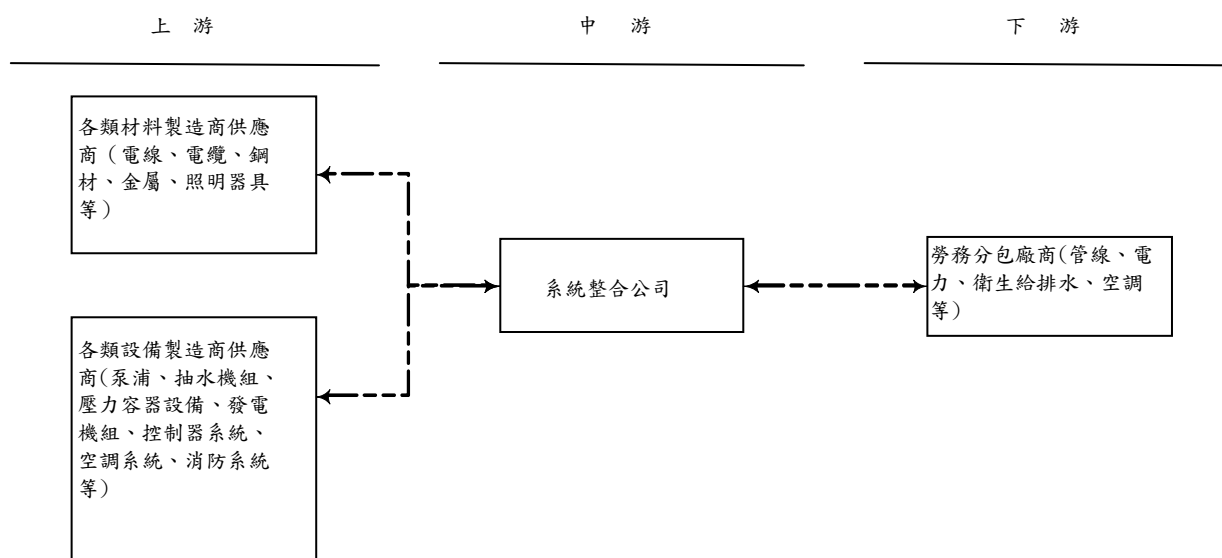 上 游
中 游
下 游
各類材料製造商供應
商（電線、電纜、鋼
材、金屬、照明器具
等）
系統整合公司
勞務分包廠商(管線、電
力、衛生給排水、空調
等)
各類設備製造商供應
商(泵浦、抽水機組、
壓力容器設備、發電
機組、控制器系統、
空調系統、消防系統
等)